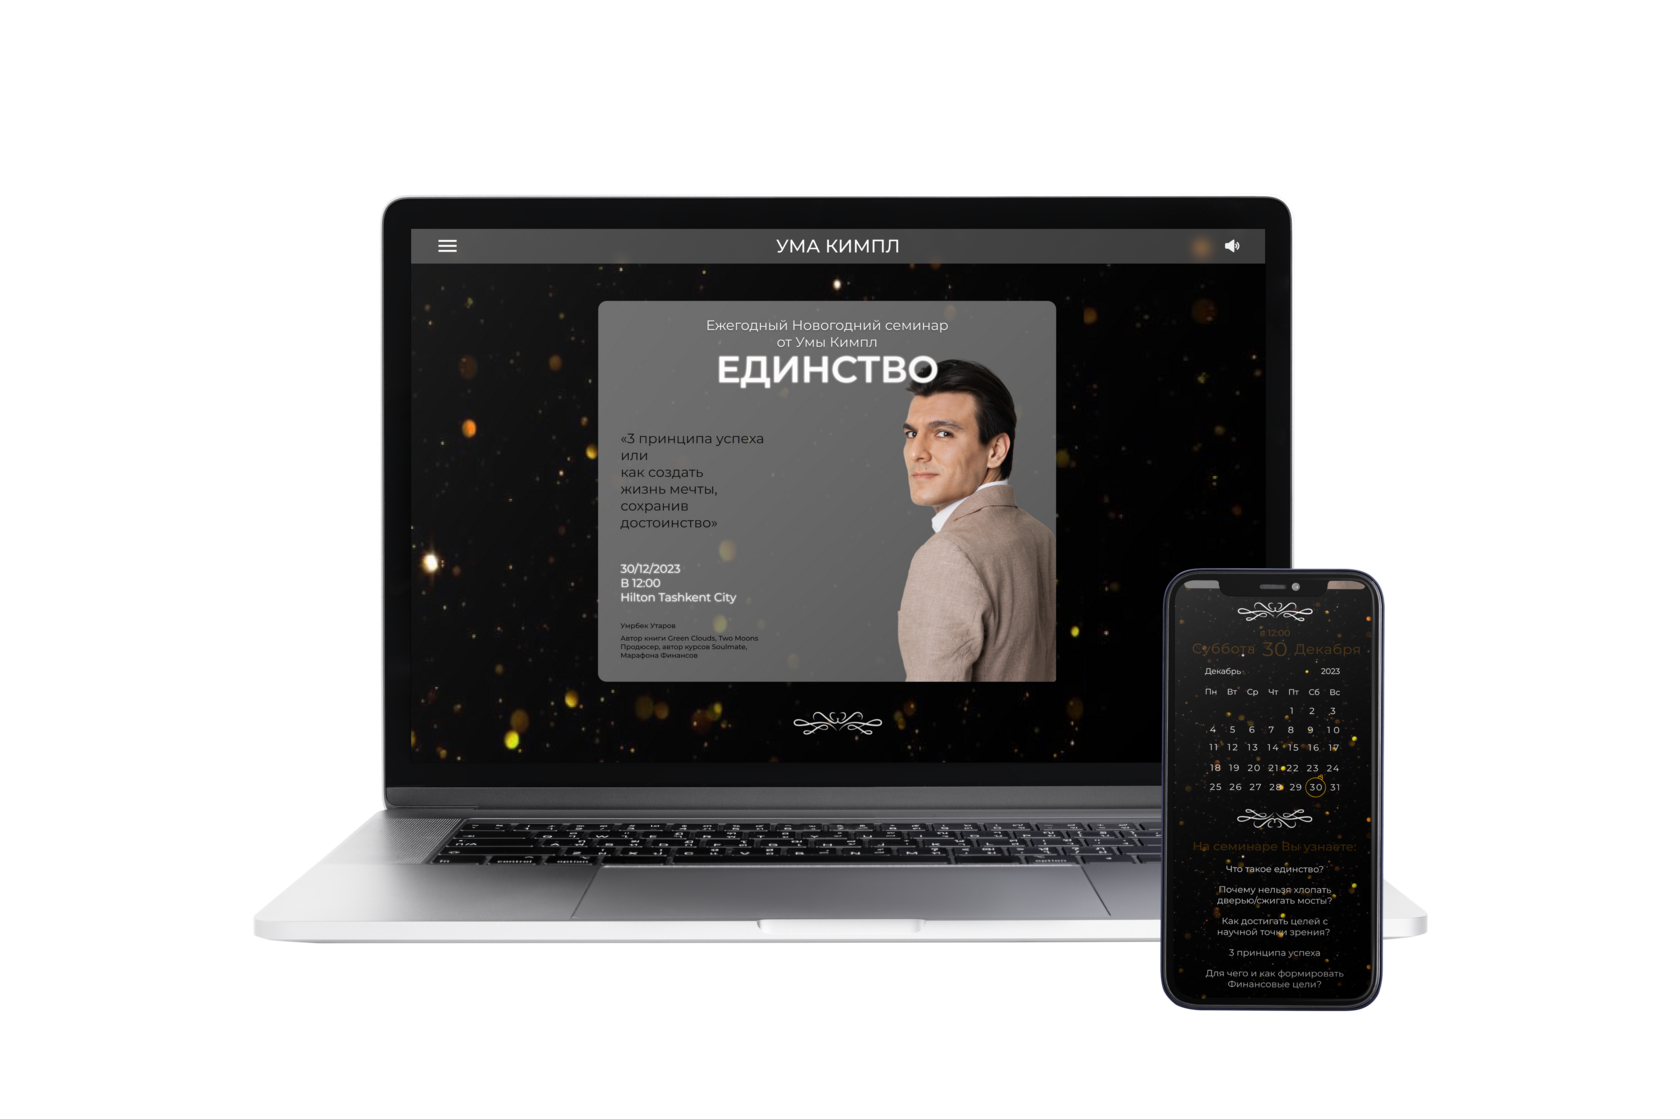 УМА КИМПЛ
Ежегодный Новогодний семинар
от Умы Кимпл
ЕДИНСТВО
«3 принципа успеха
или
как создать
жизнь мечты,
сохранив
достоинство»
30/12/2023
В 12:00
Hilton Tashkent City
Умрбек Утаров
Автор книги Green Clouds, Two Moons
Продюсер, автор курсов Soulmate,
Марафона Финансов
в 12:00
Суббота 30 Декабря
Декабрь 2023
Пн Вт Ср Чт Пт Сб Вс
1 2 3
4 5 6 7 8 9 10
11 12 13 14 15 16 17
18 19 20 21 22 23 24
25 26 27 28 29 30 31
На семинаре Вы узнаете:
Что такое единство?
Почему нельзя хлопать
дверью/сжигать мосты?
Как достигать целей с
научной точки зрения?
3 принципа успеха
Для чего и как формировать
Финансовые цели?